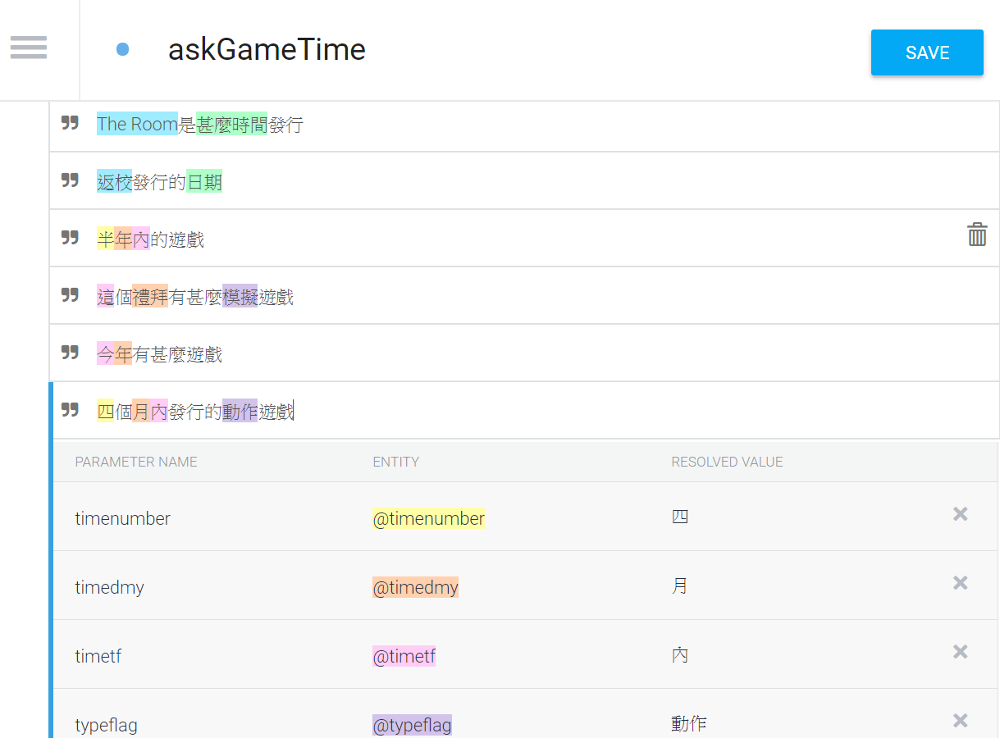 askGameTime
SAVE
The Room是甚麼時間發行
返校發行的日期
半年內的遊戲
這個禮拜有甚麼模擬遊戲
今年有甚麼遊戲
四個月內發行的動作遊戲
PARAMETER NAME ENTITY RESOLVED VALUE
timenumber @timenumber 四
timedmy @timedmy 月
timetf @timetf 內
typeflag @typeflag 動作